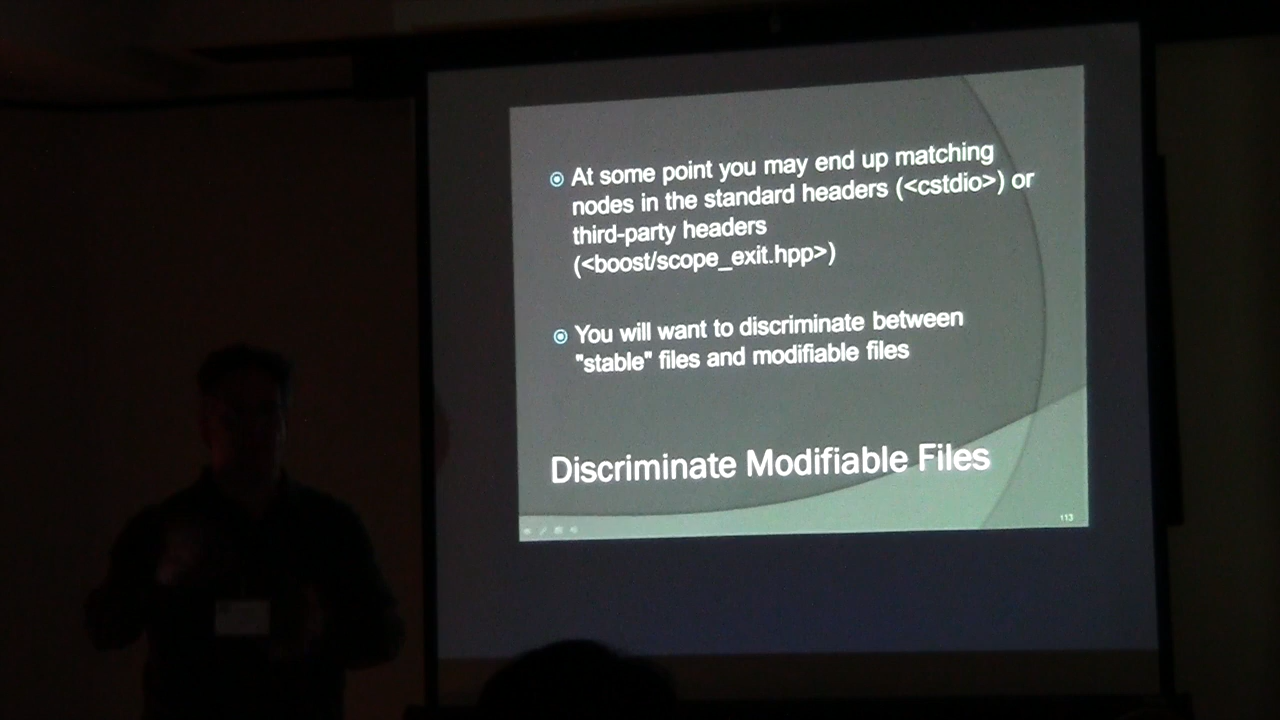 At some point you may end up matching
nodes in the standard headers (<cstdio>) or
third-party headers
(<boost/scope_exit.hpp>)
You will want to discriminate between
"stable" files and modifiable files
Discriminate Modifiable Files
113